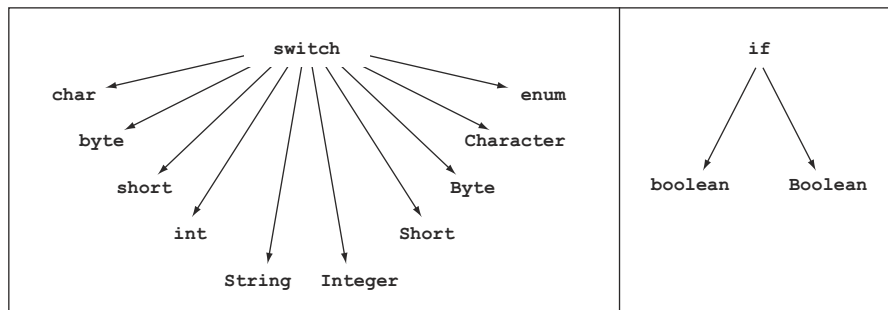 switch
char
enum
byte
Character
short
Byte
int
Short
String
Integer
if
boolean
Boolean